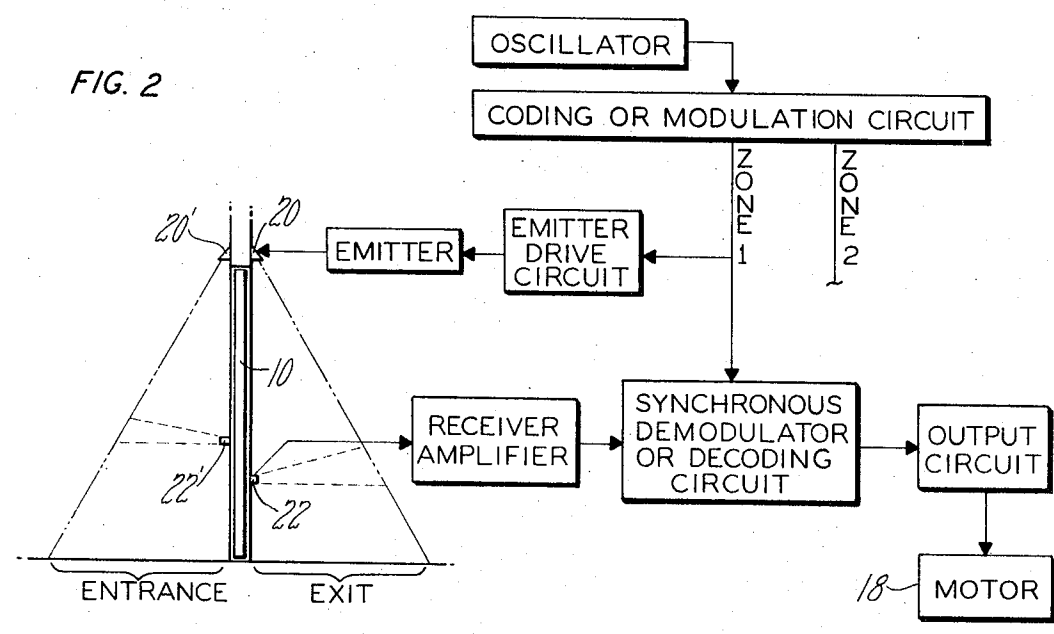 FIG. 2
OSCILLATOR
CODING OR MODULATION CIRCUIT
ZONE 1
ZONE 2
20'
20
EMITTER
EMITTER
DRIVE
CIRCUIT
10
RECEIVER
AMPLIFIER
SYNCHRONOUS
DEMODULATOR
OR DECODING
CIRCUIT
OUTPUT
CIRCUIT
22'
22
ENTRANCE
EXIT
18
MOTOR